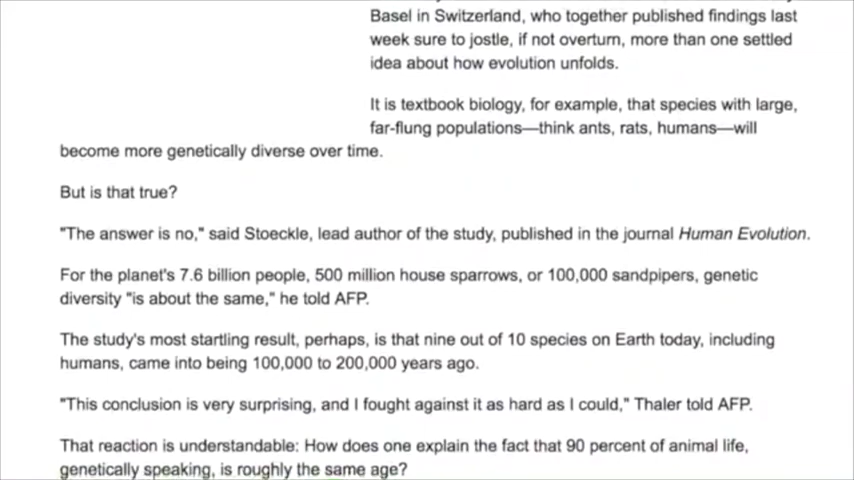 Basel in Switzerland, who together published findings last
week sure to jostle, if not overturn, more than one settled
idea about how evolution unfolds.
It is textbook biology, for example, that species with large,
far-flung populations—think ants, rats, humans—will
become more genetically diverse over time.
But is that true?
"The answer is no," said Stoeckle, lead author of the study, published in the journal Human Evolution.
For the planet's 7.6 billion people, 500 million house sparrows, or 100,000 sandpipers, genetic
diversity "is about the same," he told AFP.
The study's most startling result, perhaps, is that nine out of 10 species on Earth today, including
humans, came into being 100,000 to 200,000 years ago.
"This conclusion is very surprising, and I fought against it as hard as I could," Thaler told AFP.
That reaction is understandable: How does one explain the fact that 90 percent of animal life,
genetically speaking, is roughly the same age?